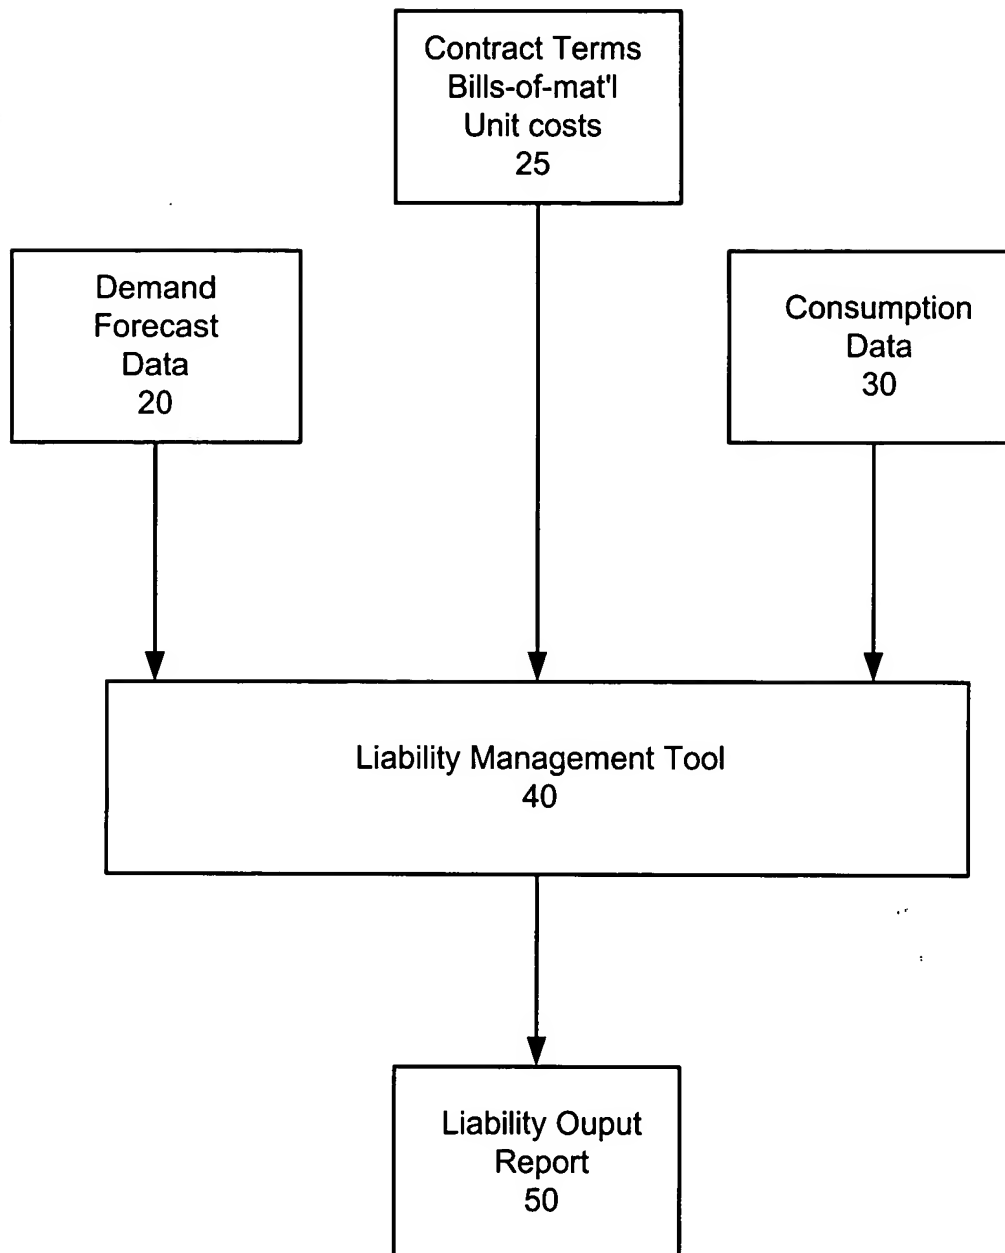 Contract Terms
Bills-of-mat'l
Unit costs
25
Demand
Forecast
Data
20
Consumption
Data
30
Liability Management Tool
40
Liability Ouput
Report
50